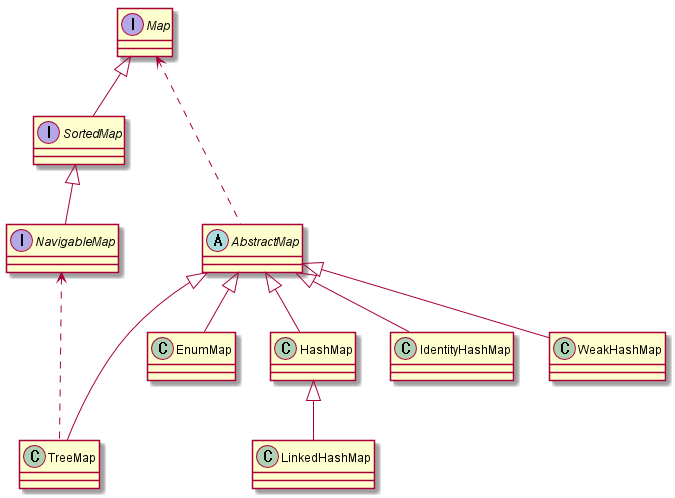 I Map
I SortedMap
I NavigableMap
A AbstractMap
C EnumMap
C HashMap
C IdentityHashMap
C WeakHashMap
C TreeMap
C LinkedHashMap